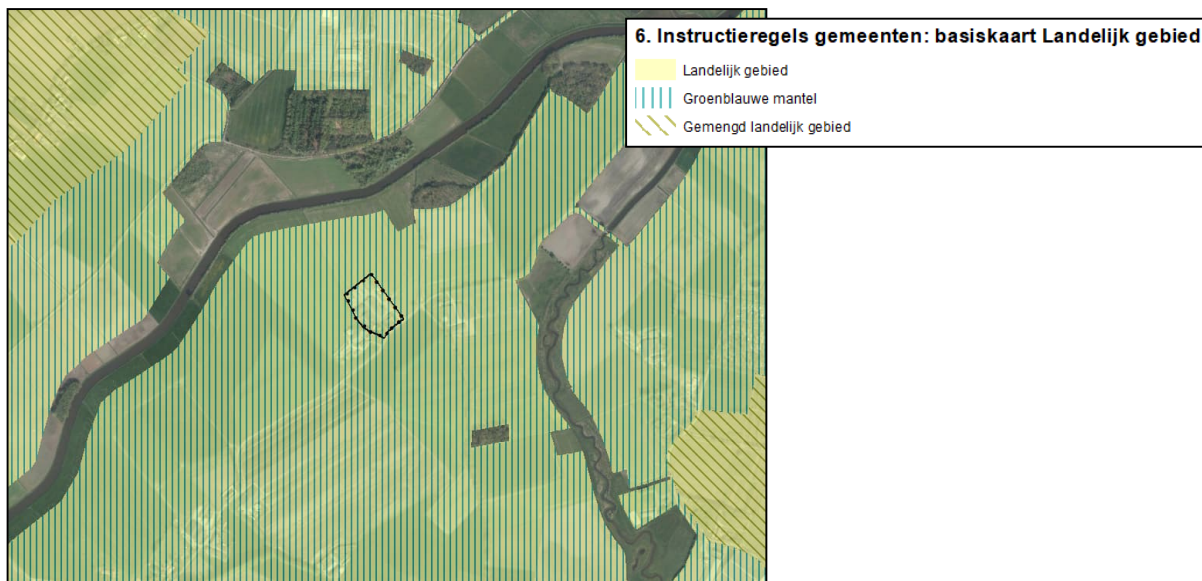 6. Instructieregels gemeenten: basiskaart Landelijk gebied
Landelijk gebied
Groenblauwe mantel
Gemengd landelijk gebied